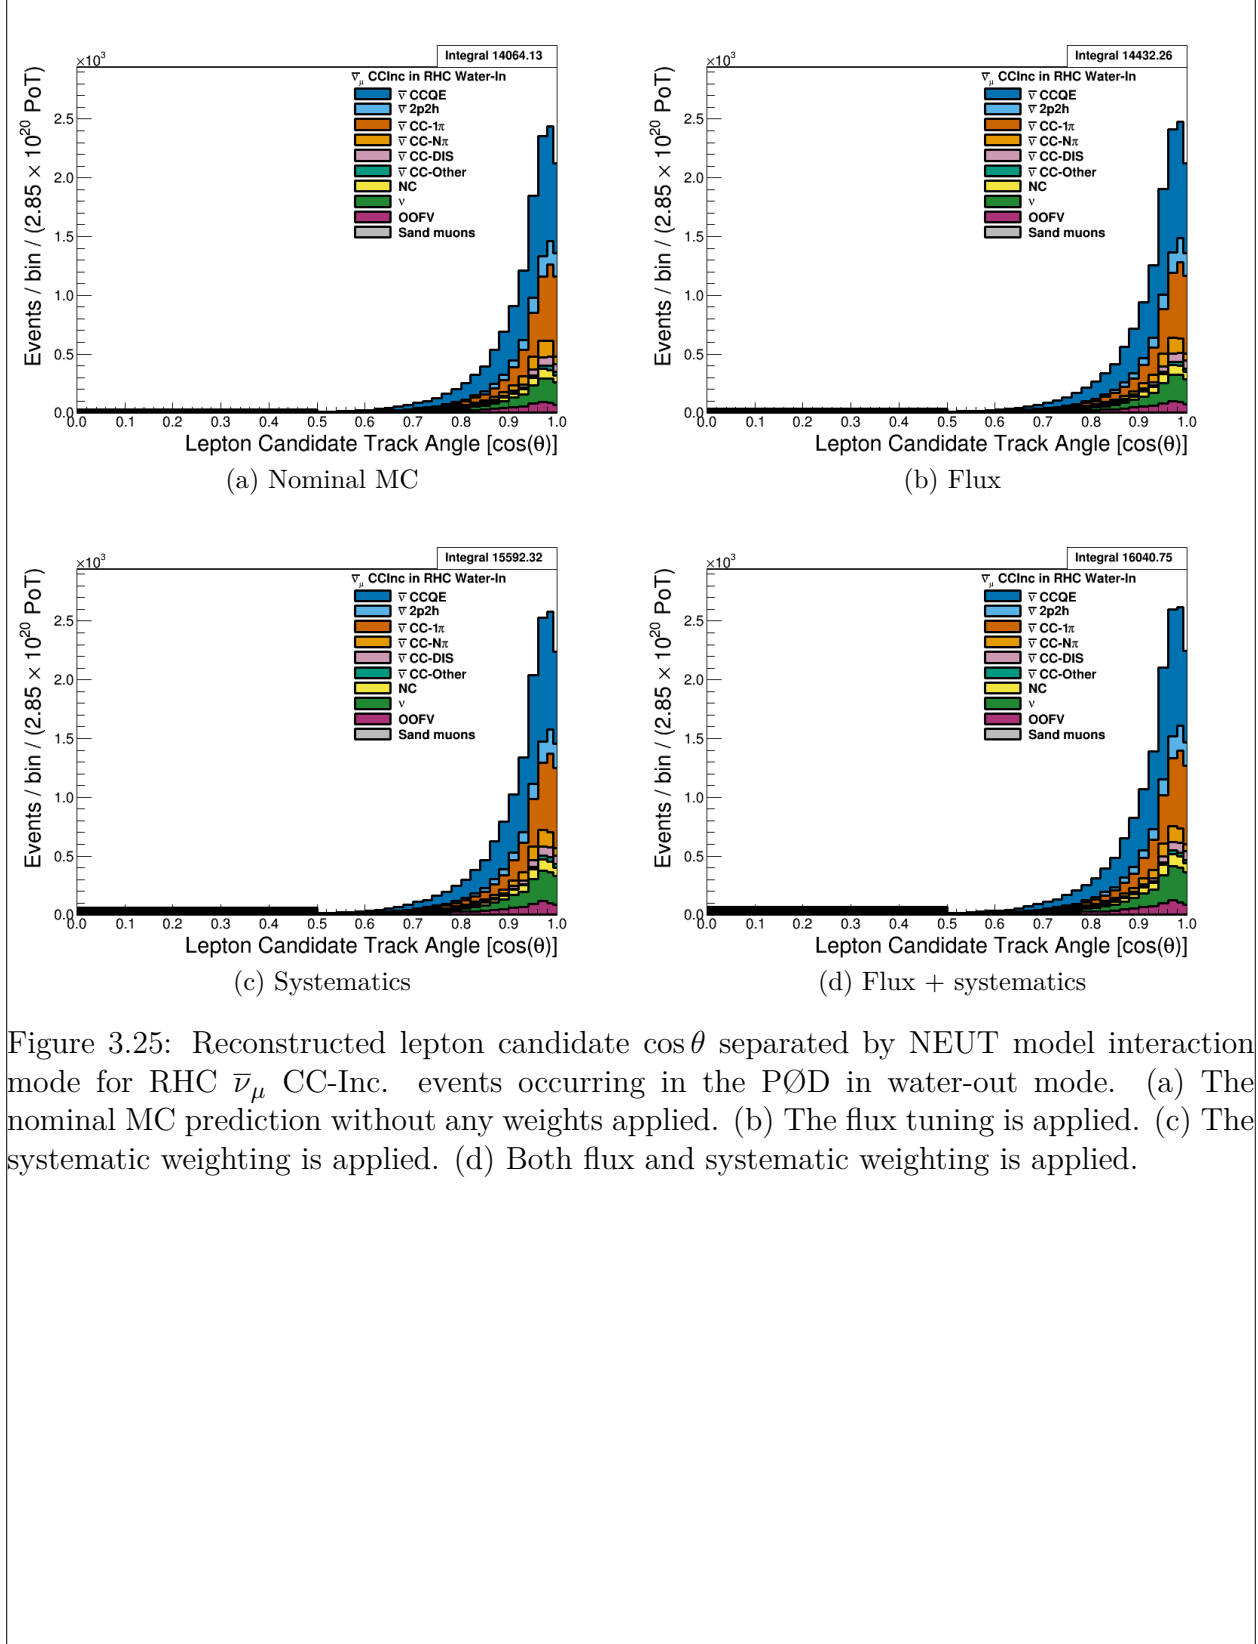 Integral 14064.13
×10³
ν̅μ CCInc in RHC Water-In
ν̅ CCQE
ν̅ 2p2h
ν̅ CC-1π
ν̅ CC-Nπ
ν̅ CC-DIS
ν̅ CC-Other
NC
ν
OOFV
Sand muons
Events / bin / (2.85 × 10²⁰ PoT)
2.5
2.0
1.5
1.0
0.5
0.0
0.0 0.1 0.2 0.3 0.4 0.5 0.6 0.7 0.8 0.9 1.0
Lepton Candidate Track Angle [cos(θ)]
(a) Nominal MC
Integral 14432.26
×10³
ν̅μ CCInc in RHC Water-In
ν̅ CCQE
ν̅ 2p2h
ν̅ CC-1π
ν̅ CC-Nπ
ν̅ CC-DIS
ν̅ CC-Other
NC
ν
OOFV
Sand muons
Events / bin / (2.85 × 10²⁰ PoT)
2.5
2.0
1.5
1.0
0.5
0.0
0.0 0.1 0.2 0.3 0.4 0.5 0.6 0.7 0.8 0.9 1.0
Lepton Candidate Track Angle [cos(θ)]
(b) Flux
Integral 15592.32
×10³
ν̅μ CCInc in RHC Water-In
ν̅ CCQE
ν̅ 2p2h
ν̅ CC-1π
ν̅ CC-Nπ
ν̅ CC-DIS
ν̅ CC-Other
NC
ν
OOFV
Sand muons
Events / bin / (2.85 × 10²⁰ PoT)
2.5
2.0
1.5
1.0
0.5
0.0
0.0 0.1 0.2 0.3 0.4 0.5 0.6 0.7 0.8 0.9 1.0
Lepton Candidate Track Angle [cos(θ)]
(c) Systematics
Integral 16040.75
×10³
ν̅μ CCInc in RHC Water-In
ν̅ CCQE
ν̅ 2p2h
ν̅ CC-1π
ν̅ CC-Nπ
ν̅ CC-DIS
ν̅ CC-Other
NC
ν
OOFV
Sand muons
Events / bin / (2.85 × 10²⁰ PoT)
2.5
2.0
1.5
1.0
0.5
0.0
0.0 0.1 0.2 0.3 0.4 0.5 0.6 0.7 0.8 0.9 1.0
Lepton Candidate Track Angle [cos(θ)]
(d) Flux + systematics
Figure 3.25: Reconstructed lepton candidate cos θ separated by NEUT model interaction
mode for RHC ν̅μ CC-Inc. events occurring in the PØD in water-out mode. (a) The
nominal MC prediction without any weights applied. (b) The flux tuning is applied. (c) The
systematic weighting is applied. (d) Both flux and systematic weighting is applied.